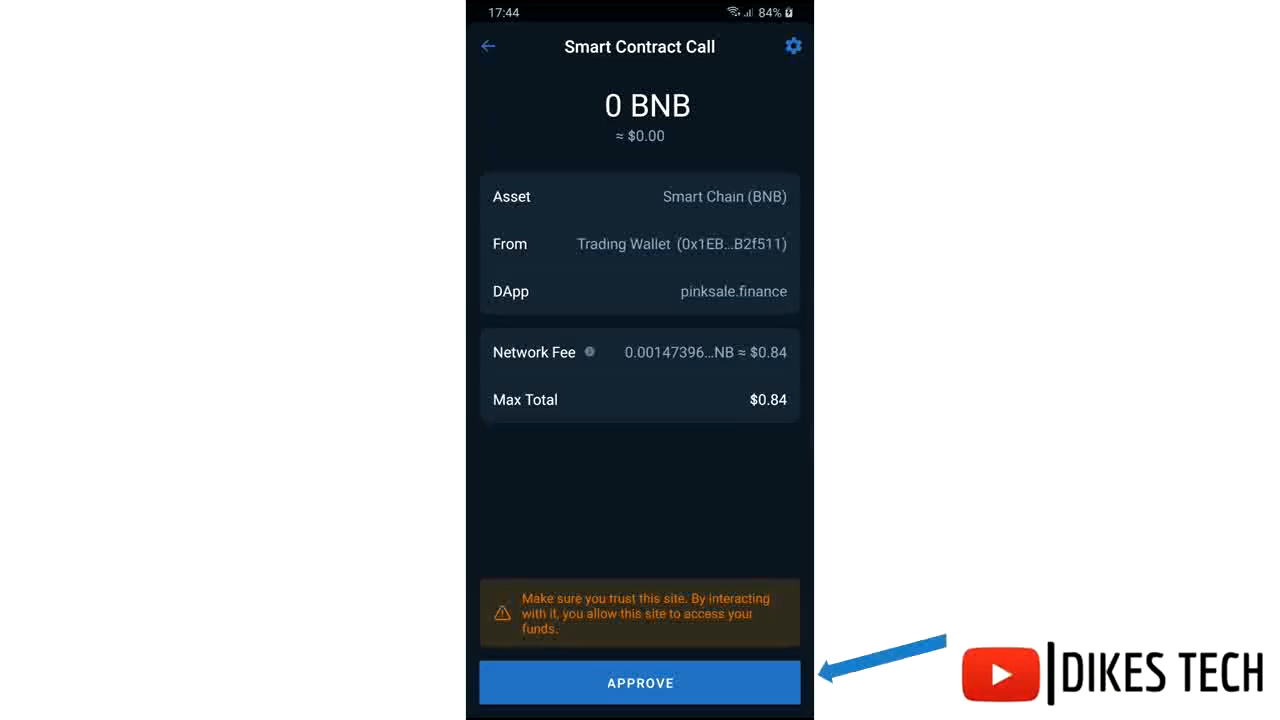 17:44 84%
Smart Contract Call
0 BNB
≈ $0.00
Asset Smart Chain (BNB)
From Trading Wallet (0x1EB...B2f511)
DApp pinksale.finance
Network Fee 0.00147396...NB ≈ $0.84
Max Total $0.84
Make sure you trust this site. By interacting
with it, you allow this site to access your
funds.
APPROVE
DIKES TECH